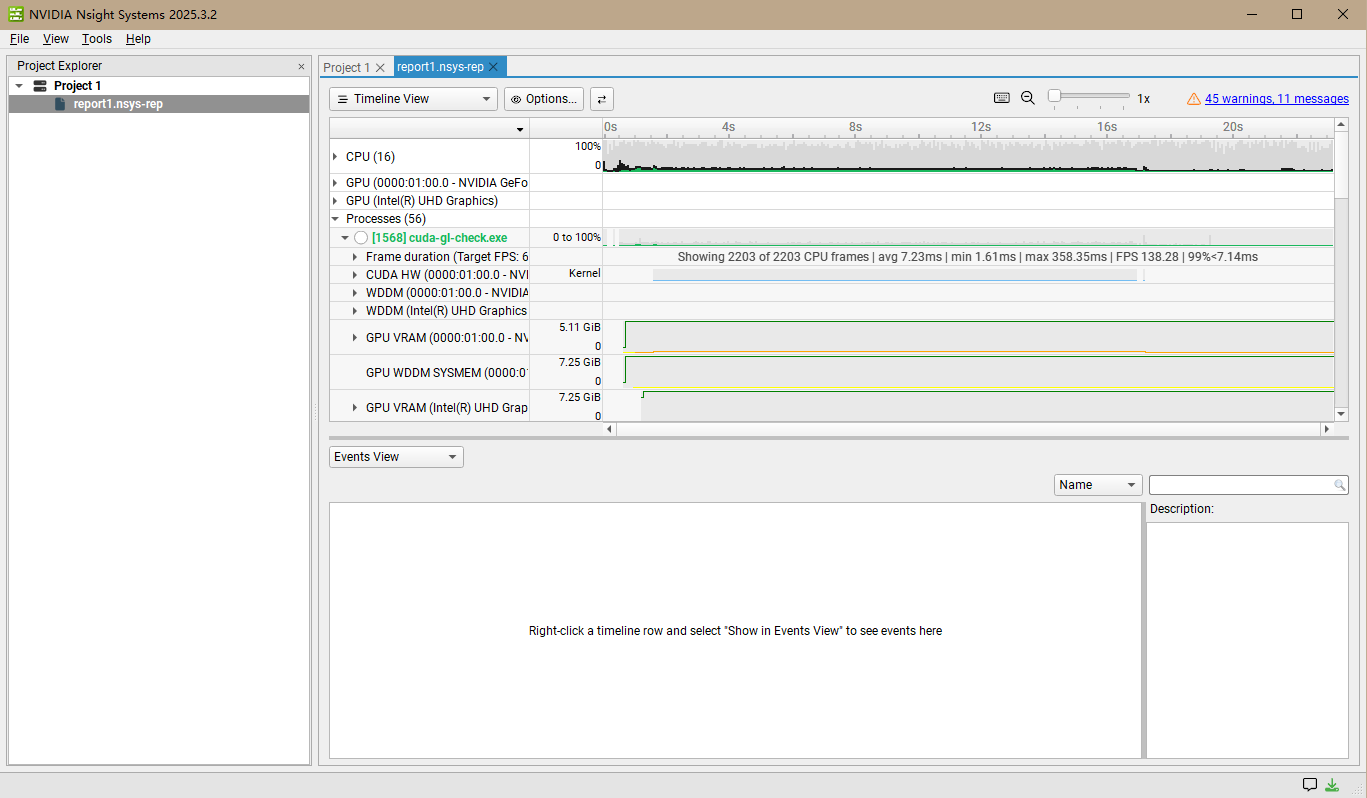 NVIDIA Nsight Systems 2025.3.2
File View Tools Help
Project Explorer
Project 1
report1.nsys-rep
Project 1
report1.nsys-rep
Timeline View
Options...
1x
45 warnings, 11 messages
0s 4s 8s 12s 16s 20s
CPU (16)
100%
0
GPU (0000:01:00.0 - NVIDIA GeFo
GPU (Intel(R) UHD Graphics)
Processes (56)
[1568] cuda-gl-check.exe
0 to 100%
Frame duration (Target FPS: 6
Showing 2203 of 2203 CPU frames | avg 7.23ms | min 1.61ms | max 358.35ms | FPS 138.28 | 99%<7.14ms
CUDA HW (0000:01:00.0 - NVI
Kernel
WDDM (0000:01:00.0 - NVIDIA
WDDM (Intel(R) UHD Graphics
GPU VRAM (0000:01:00.0 - NV
5.11 GiB
0
GPU WDDM SYSMEM (0000:0
7.25 GiB
0
GPU VRAM (Intel(R) UHD Grap
7.25 GiB
0
Events View
Name
Description:
Right-click a timeline row and select "Show in Events View" to see events here